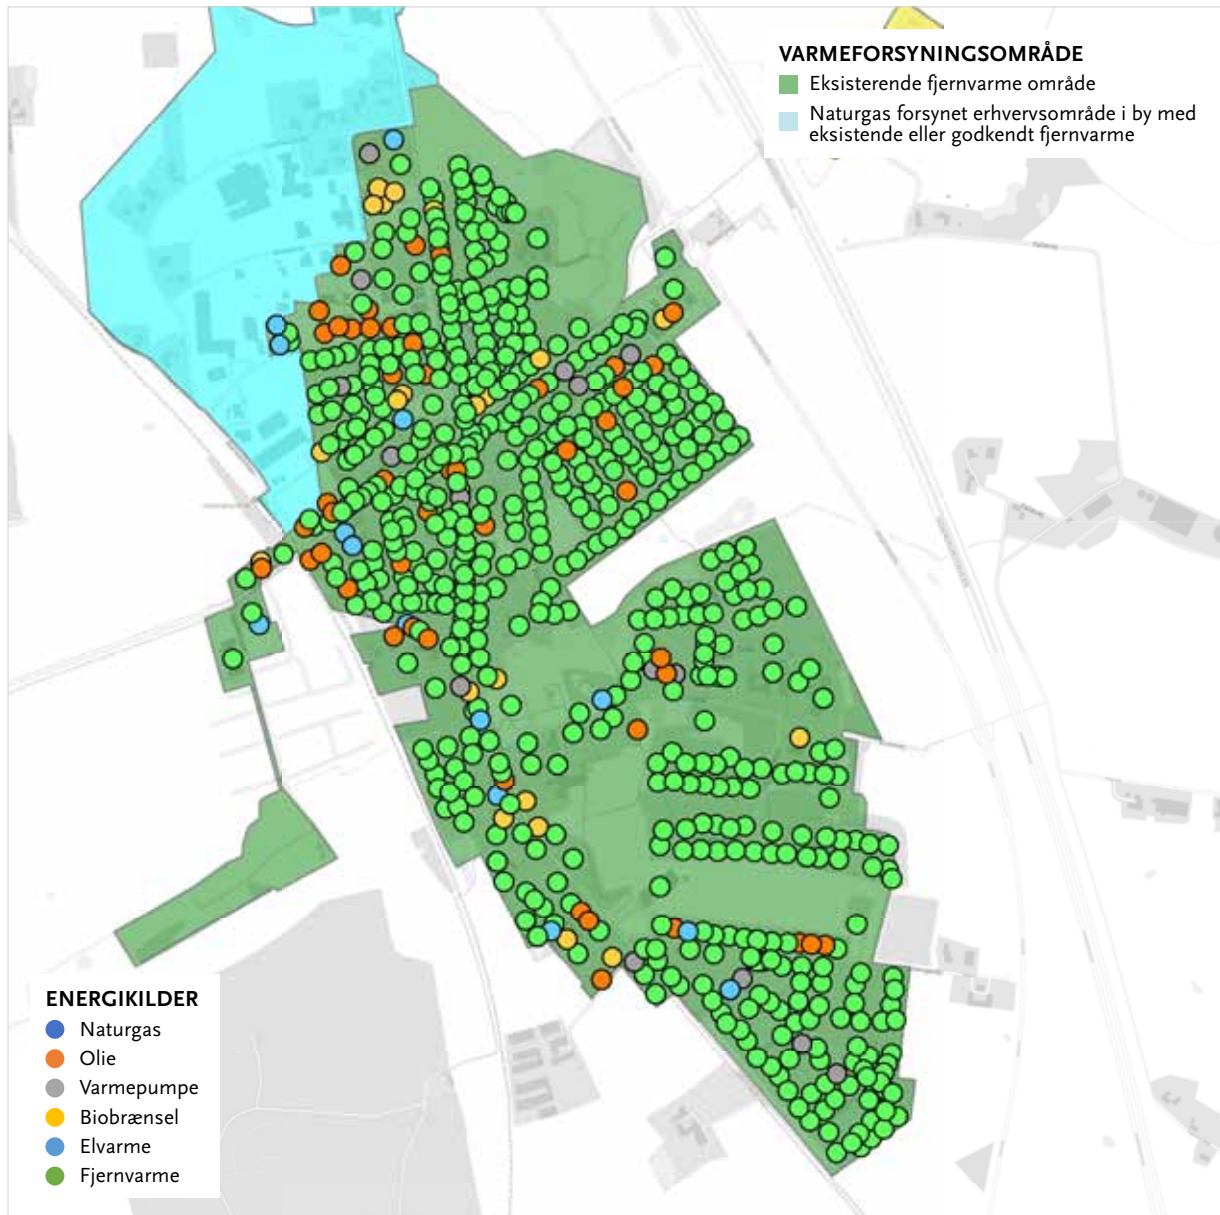 VARMEFORSYNINGSOMRÅDE
Eksisterende fjernvarme område
Naturgas forsynet erhvervsområde i by med
eksistende eller godkendt fjernvarme
ENERGIKILDER
Naturgas
Olie
Varmepumpe
Biobrænsel
Elvarme
Fjernvarme